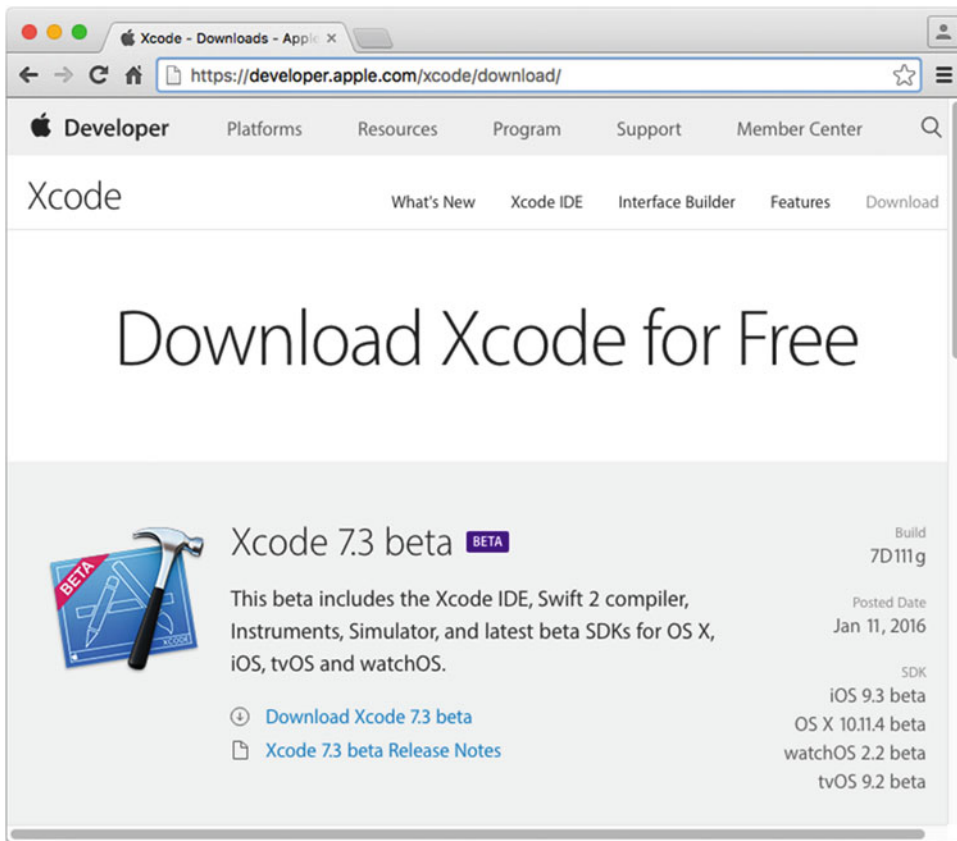 Xcode - Downloads - Apple
https://developer.apple.com/xcode/download/
Developer Platforms Resources Program Support Member Center
Xcode What's New Xcode IDE Interface Builder Features Download
Download Xcode for Free
BETA
XCODE
Xcode 7.3 beta BETA
This beta includes the Xcode IDE, Swift 2 compiler,
Instruments, Simulator, and latest beta SDKs for OS X,
iOS, tvOS and watchOS.
Download Xcode 7.3 beta
Xcode 7.3 beta Release Notes
Build
7D111g
Posted Date
Jan 11, 2016
SDK
iOS 9.3 beta
OS X 10.11.4 beta
watchOS 2.2 beta
tvOS 9.2 beta